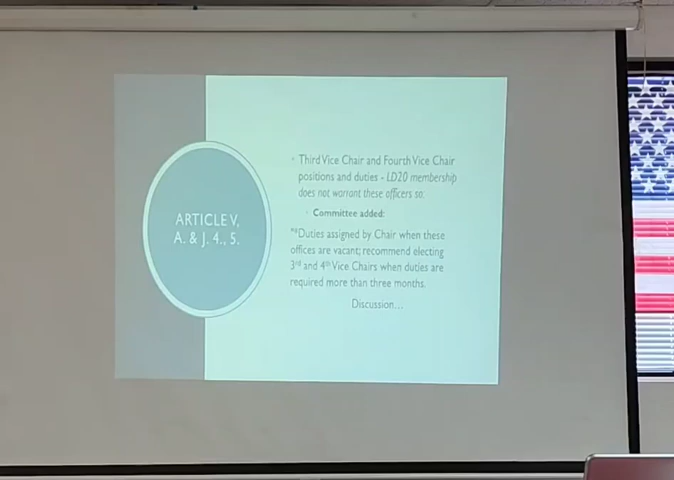 ARTICLE V,
A. & J. 4., 5.
Third Vice Chair and Fourth Vice Chair
positions and duties - LD20 membership
does not warrant these officers so:
Committee added:
"Duties assigned by Chair when these
offices are vacant; recommend electing
3rd and 4th Vice Chairs when duties are
required more than three months.
Discussion...